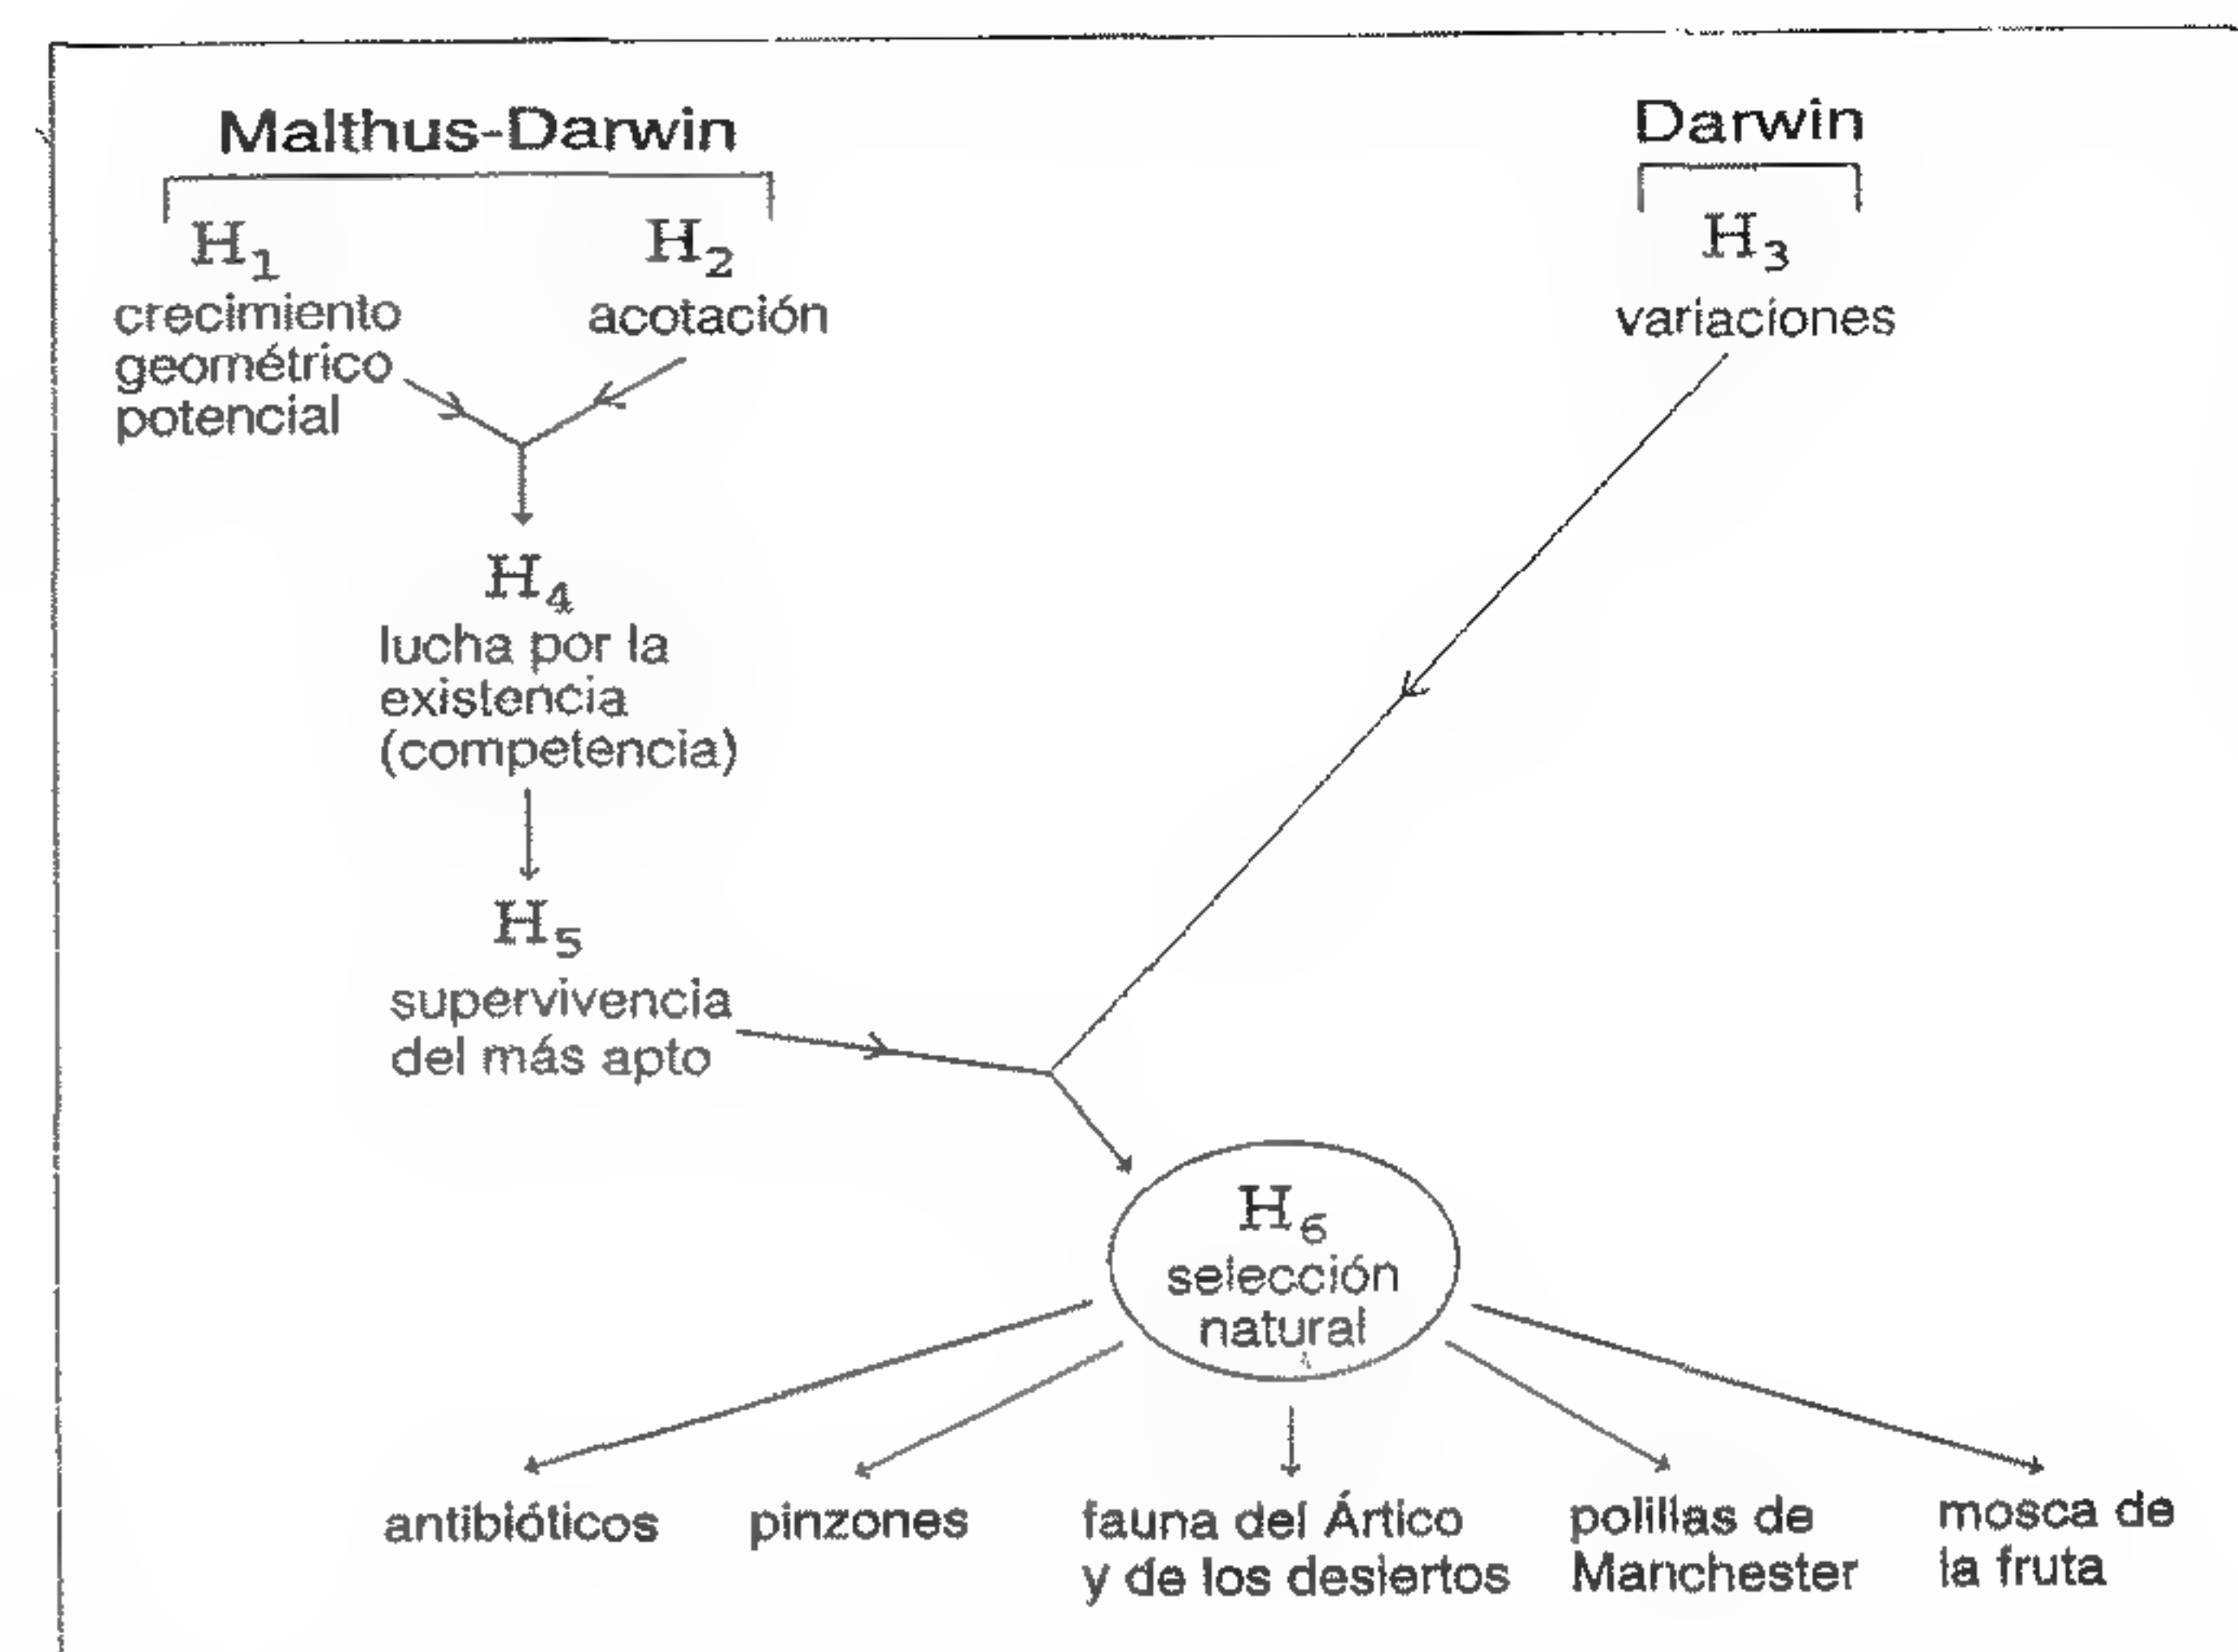 Malthus-Darwin
Darwin
H1
H2
H3
crecimiento
geométrico
potencial
acotación
variaciones
H4
lucha por la
existencia
(competencia)
H5
supervivencia
del más apto
H6
selección
natural
antibióticos
pinzones
fauna del Ártico
y de los desiertos
polillas de
Manchester
mosca de
la fruta